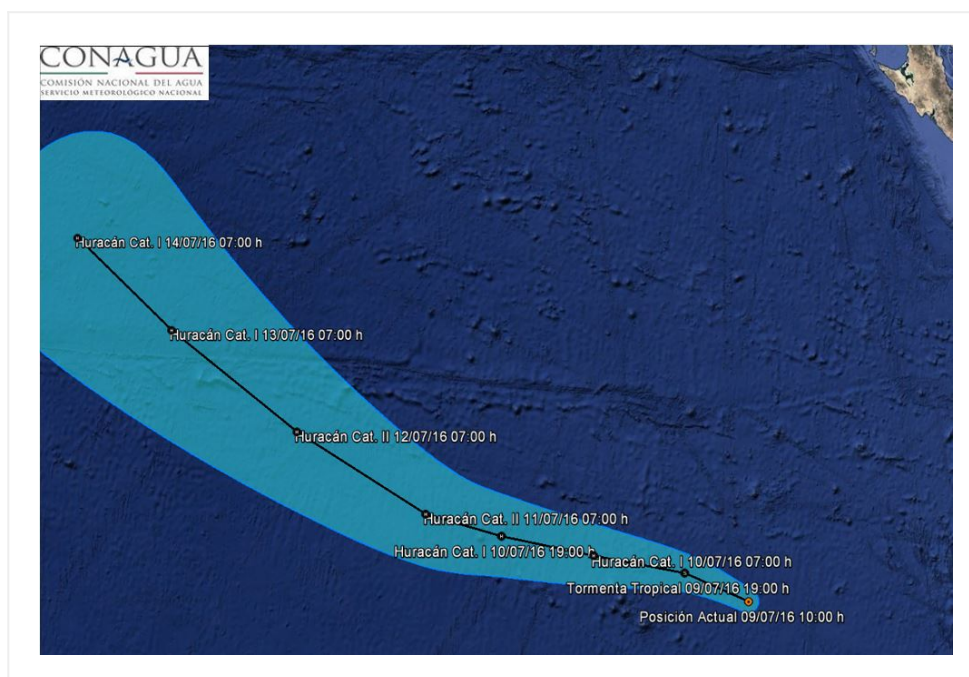 CONAGUA
COMISIÓN NACIONAL DEL AGUA
SERVICIO METEOROLÓGICO NACIONAL
Huracán Cat. I 14/07/16 07:00 h
Huracán Cat. I 13/07/16 07:00 h
Huracán Cat. II 12/07/16 07:00 h
Huracán Cat. II 11/07/16 07:00 h
Huracán Cat. I 10/07/16 19:00 h
Huracán Cat. I 10/07/16 07:00 h
Tormenta Tropical 09/07/16 19:00 h
Posición Actual 09/07/16 10:00 h